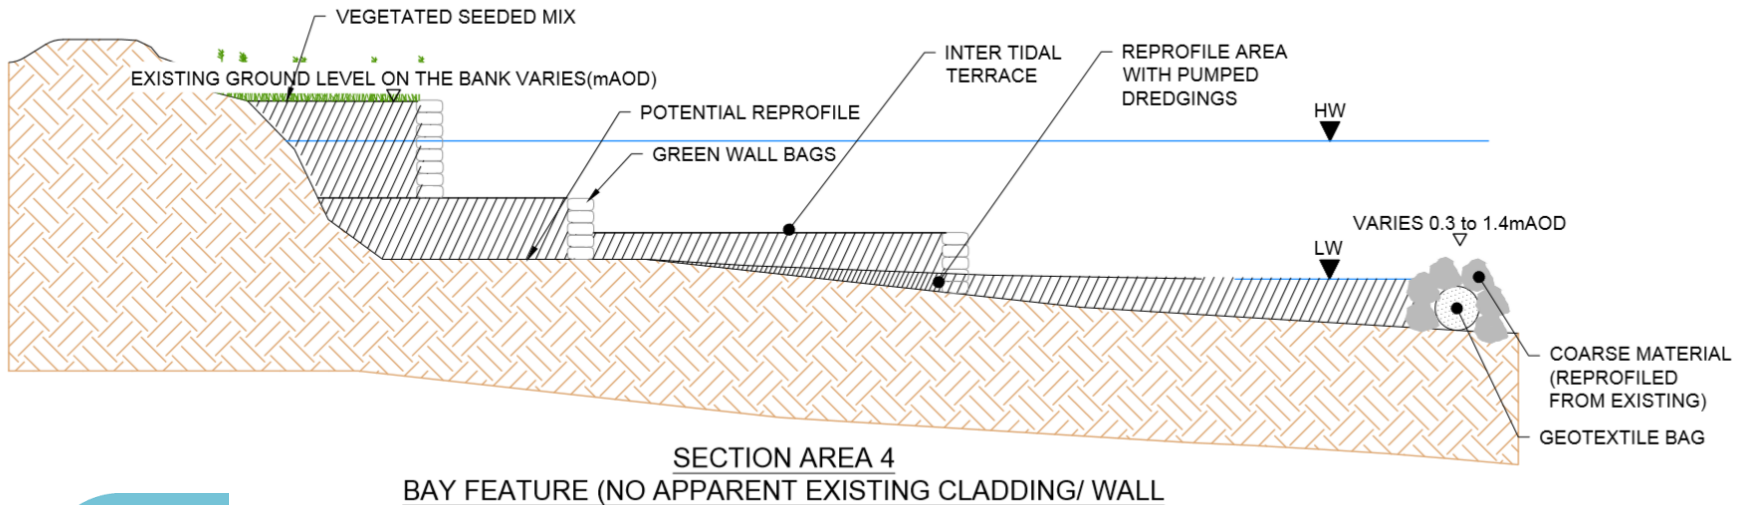 VEGETATED SEEDED MIX
EXISTING GROUND LEVEL ON THE BANK VARIES(mAOD)
POTENTIAL REPROFILE
GREEN WALL BAGS
INTER TIDAL
TERRACE
REPROFILE AREA
WITH PUMPED
DREDGINGS
HW
VARIES 0.3 to 1.4mAOD
LW
COARSE MATERIAL
(REPROFILED
FROM EXISTING)
GEOTEXTILE BAG
SECTION AREA 4
BAY FEATURE (NO APPARENT EXISTING CLADDING/ WALL